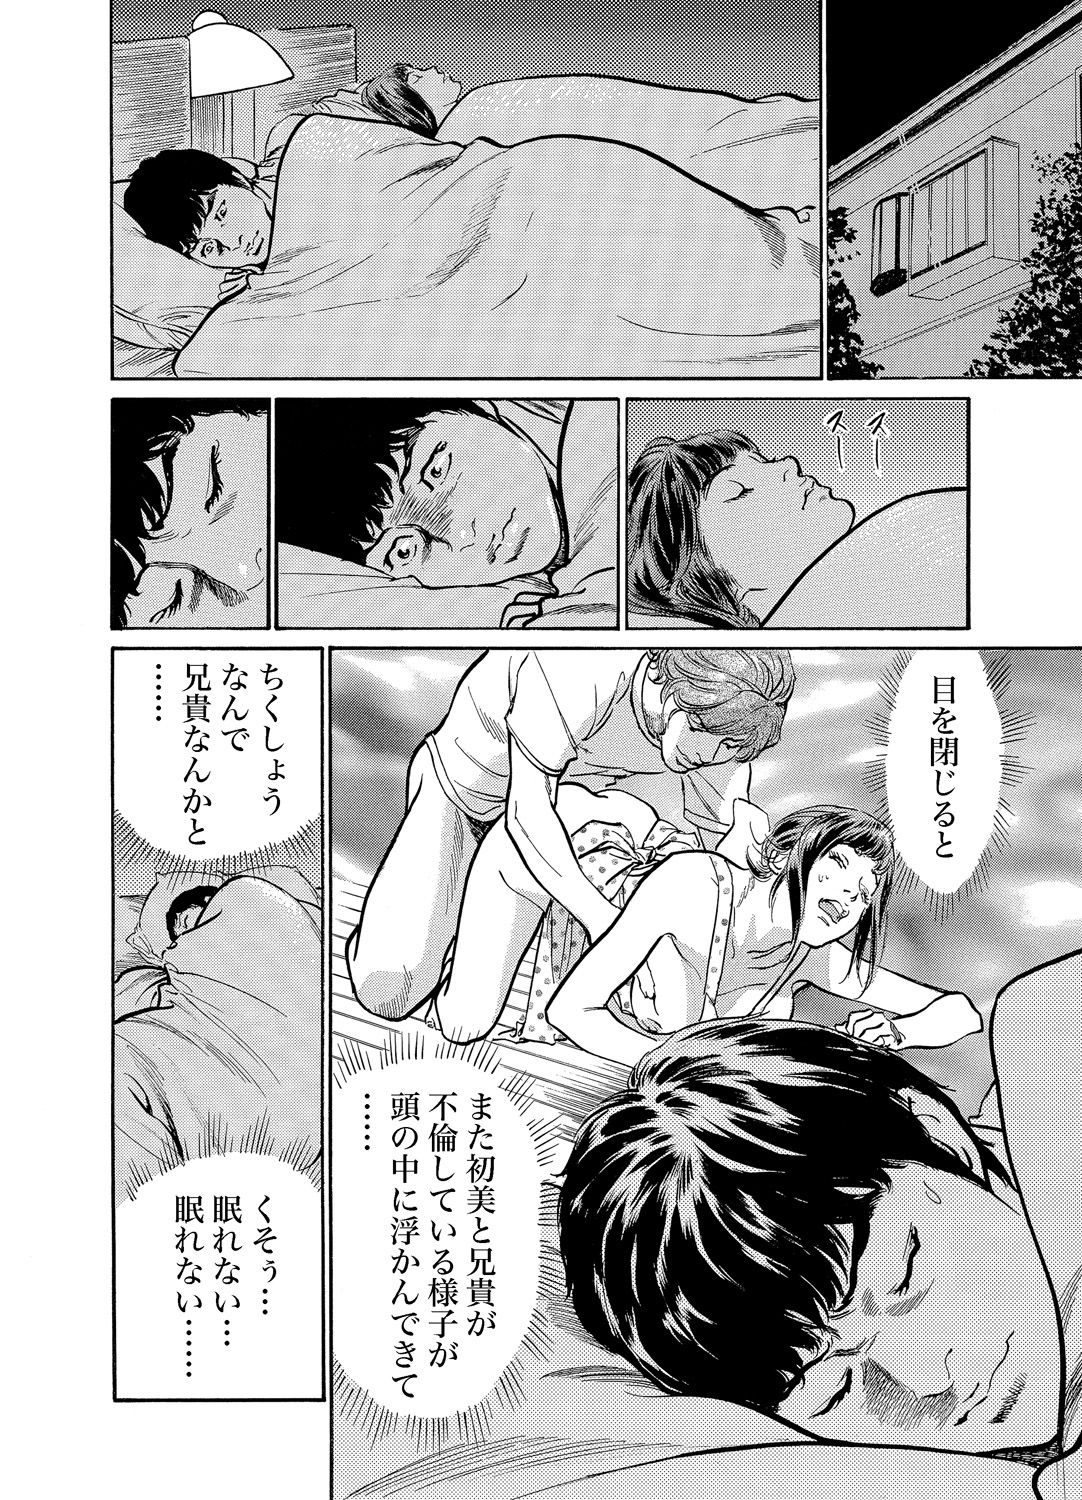 スースー
目を閉じると
また初美と兄貴が
不倫している様子が
頭の中に浮かんできて
……
ちくしょう
なんで
兄貴なんかと
……
くそぅ…
眠れない…
眠れない………